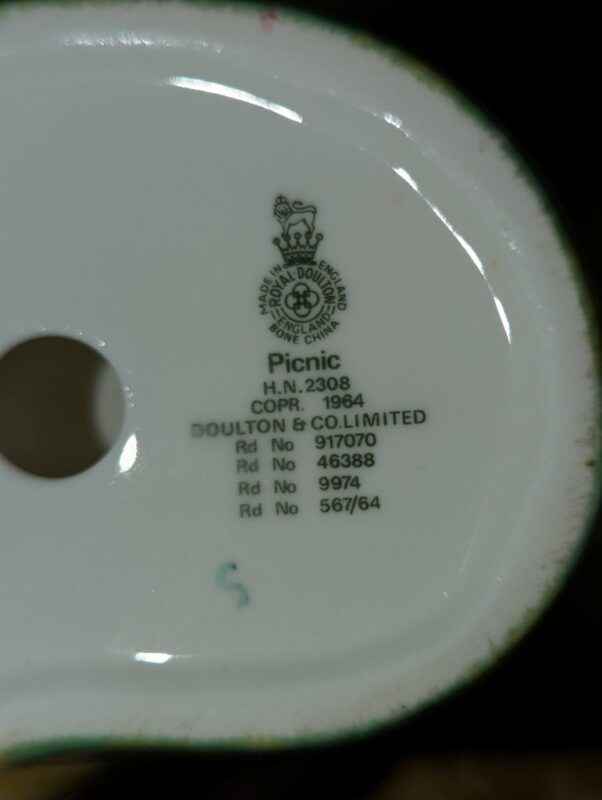 MADE IN ENGLAND
ROYAL DOULTON
ENGLAND
BONE CHINA
Picnic
H.N.2308
COPR. 1964
DOULTON & CO.LIMITED
Rd No 917070
Rd No 46388
Rd No 9974
Rd No 567/64